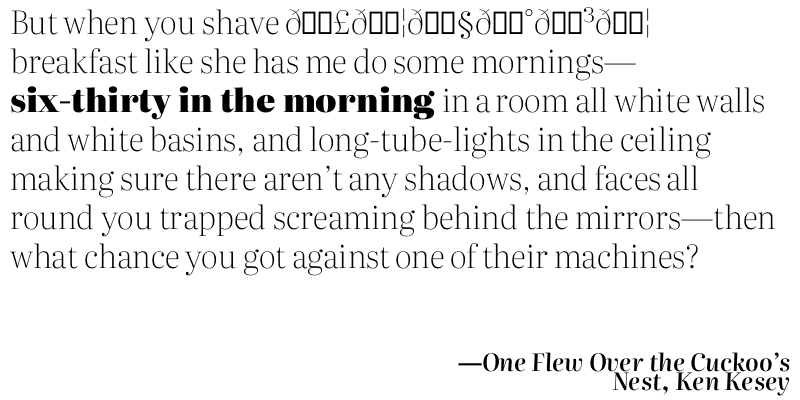 But when you shave ð▯▯£ð▯▯¦ð▯▯§ð▯▯°ð▯▯³ð▯▯¦
breakfast like she has me do some mornings—
six-thirty in the morning in a room all white walls
and white basins, and long-tube-lights in the ceiling
making sure there aren’t any shadows, and faces all
round you trapped screaming behind the mirrors—then
what chance you got against one of their machines?
—One Flew Over the Cuckoo’s
Nest, Ken Kesey